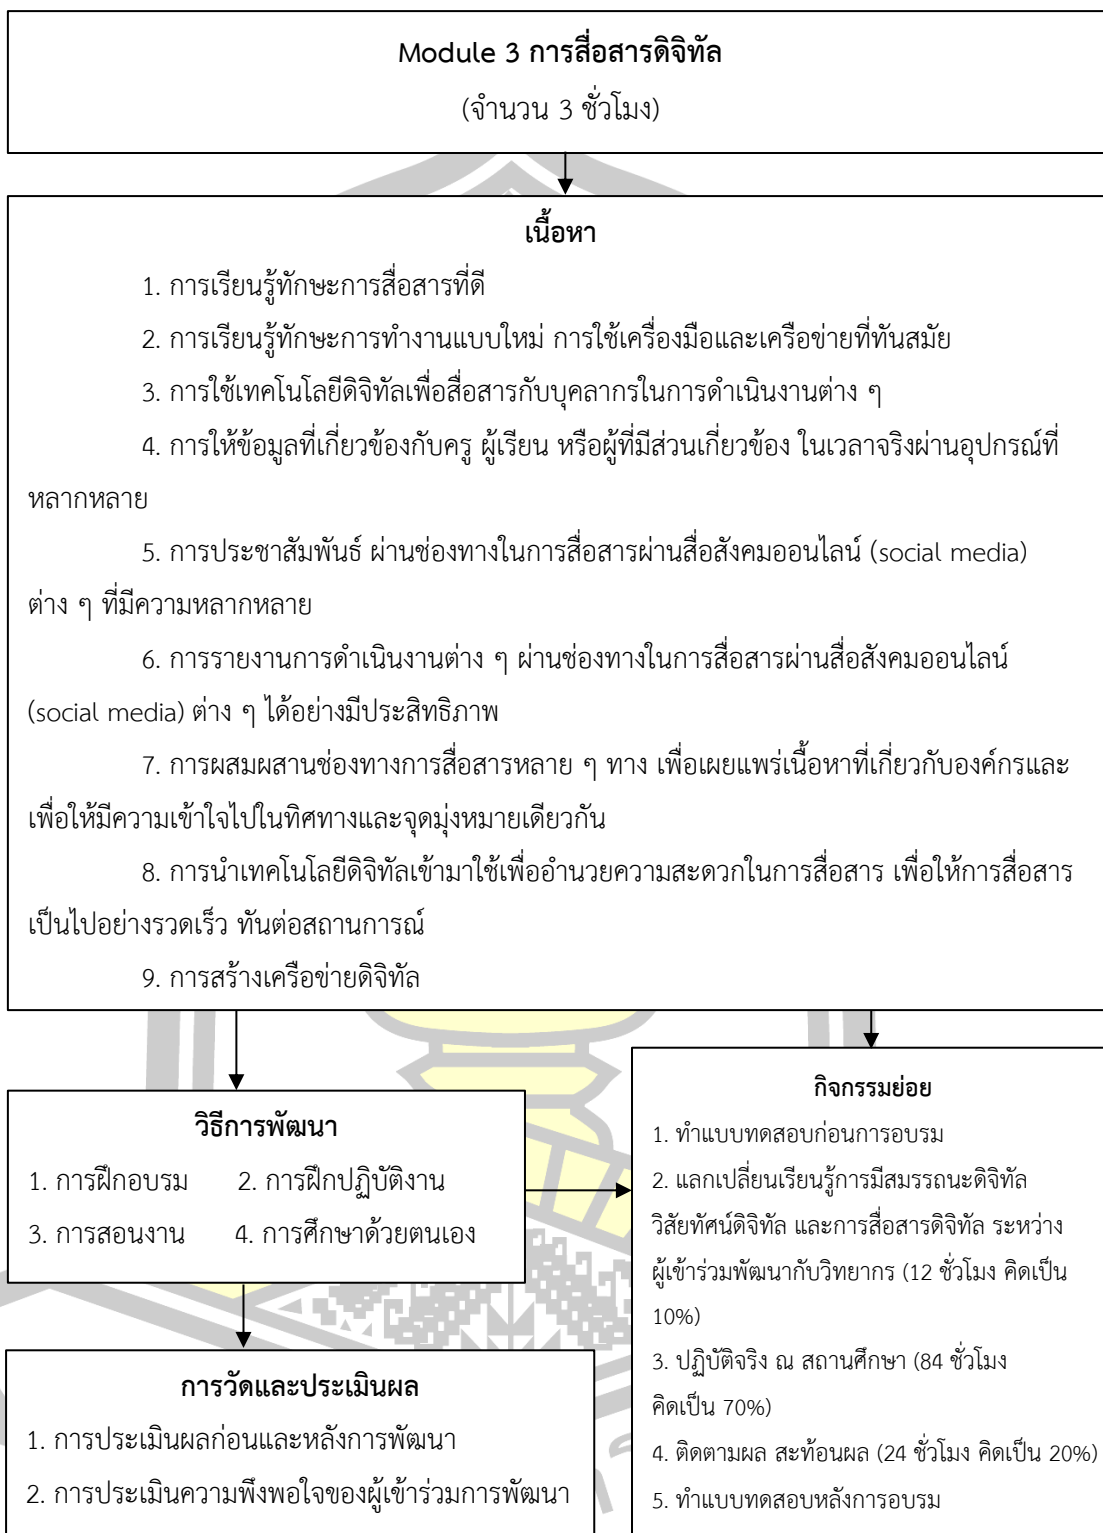 Module 3 การสื่อสารดิจิทัล
(จำนวน 3 ชั่วโมง)
เนื้อหา
1. การเรียนรู้ทักษะการสื่อสารที่ดี
2. การเรียนรู้ทักษะการทำงานแบบใหม่ การใช้เครื่องมือและเครือข่ายที่ทันสมัย
3. การใช้เทคโนโลยีดิจิทัลเพื่อสื่อสารกับบุคลากรในการดำเนินงานต่าง ๆ
4. การให้ข้อมูลที่เกี่ยวข้องกับครู ผู้เรียน หรือผู้ที่มีส่วนเกี่ยวข้อง ในเวลาจริงผ่านอุปกรณ์ที่
หลากหลาย
5. การประชาสัมพันธ์ ผ่านช่องทางในการสื่อสารผ่านสื่อสังคมออนไลน์ (social media)
ต่าง ๆ ที่มีความหลากหลาย
6. การรายงานการดำเนินงานต่าง ๆ ผ่านช่องทางในการสื่อสารผ่านสื่อสังคมออนไลน์
(social media) ต่าง ๆ ได้อย่างมีประสิทธิภาพ
7. การผสมผสานช่องทางการสื่อสารหลาย ๆ ทาง เพื่อเผยแพร่เนื้อหาที่เกี่ยวกับองค์กรและ
เพื่อให้มีความเข้าใจไปในทิศทางและจุดมุ่งหมายเดียวกัน
8. การนำเทคโนโลยีดิจิทัลเข้ามาใช้เพื่ออำนวยความสะดวกในการสื่อสาร เพื่อให้การสื่อสาร
เป็นไปอย่างรวดเร็ว ทันต่อสถานการณ์
9. การสร้างเครือข่ายดิจิทัล
วิธีการพัฒนา
1. การฝึกอบรม 2. การฝึกปฏิบัติงาน
3. การสอนงาน 4. การศึกษาด้วยตนเอง
กิจกรรมย่อย
1. ทำแบบทดสอบก่อนการอบรม
2. แลกเปลี่ยนเรียนรู้การมีสมรรถนะดิจิทัล
วิสัยทัศน์ดิจิทัล และการสื่อสารดิจิทัล ระหว่าง
ผู้เข้าร่วมพัฒนากับวิทยากร (12 ชั่วโมง คิดเป็น
10%)
3. ปฏิบัติจริง ณ สถานศึกษา (84 ชั่วโมง
คิดเป็น 70%)
4. ติดตามผล สะท้อนผล (24 ชั่วโมง คิดเป็น 20%)
5. ทำแบบทดสอบหลังการอบรม
การวัดและประเมินผล
1. การประเมินผลก่อนและหลังการพัฒนา
2. การประเมินความพึงพอใจของผู้เข้าร่วมการพัฒนา